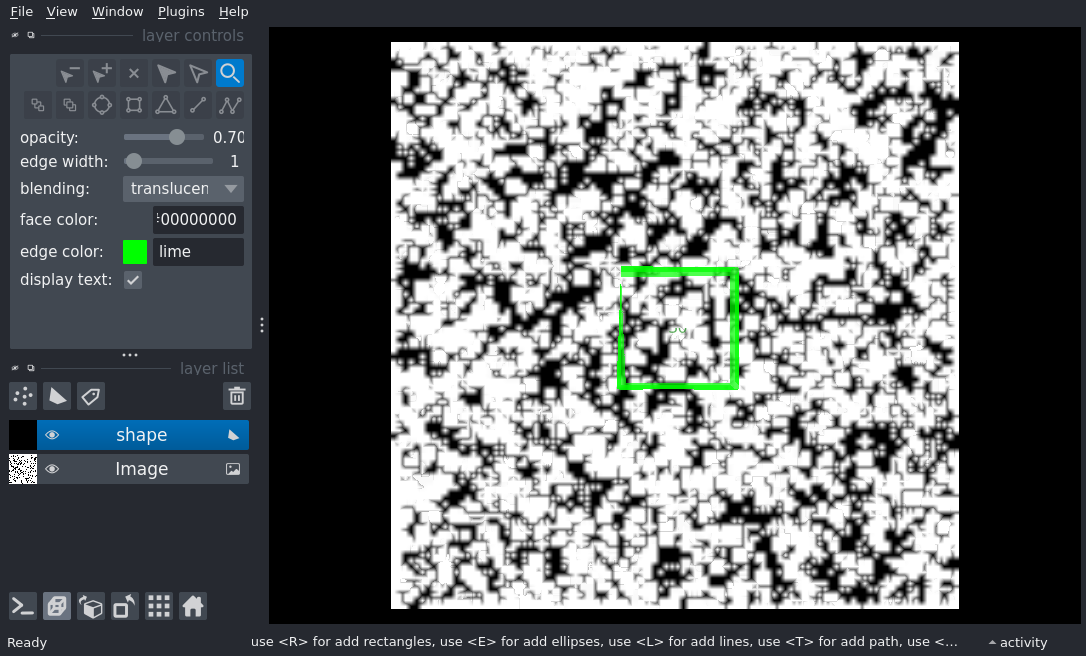 File View Window Plugins Help
layer controls
opacity: 0.70
edge width: 1
blending: translucen
face color: 00000000
edge color: lime
display text:
layer list
shape
Image
Ready use <R> for add rectangles, use <E> for add ellipses, use <L> for add lines, use <T> for add path, use <... activity